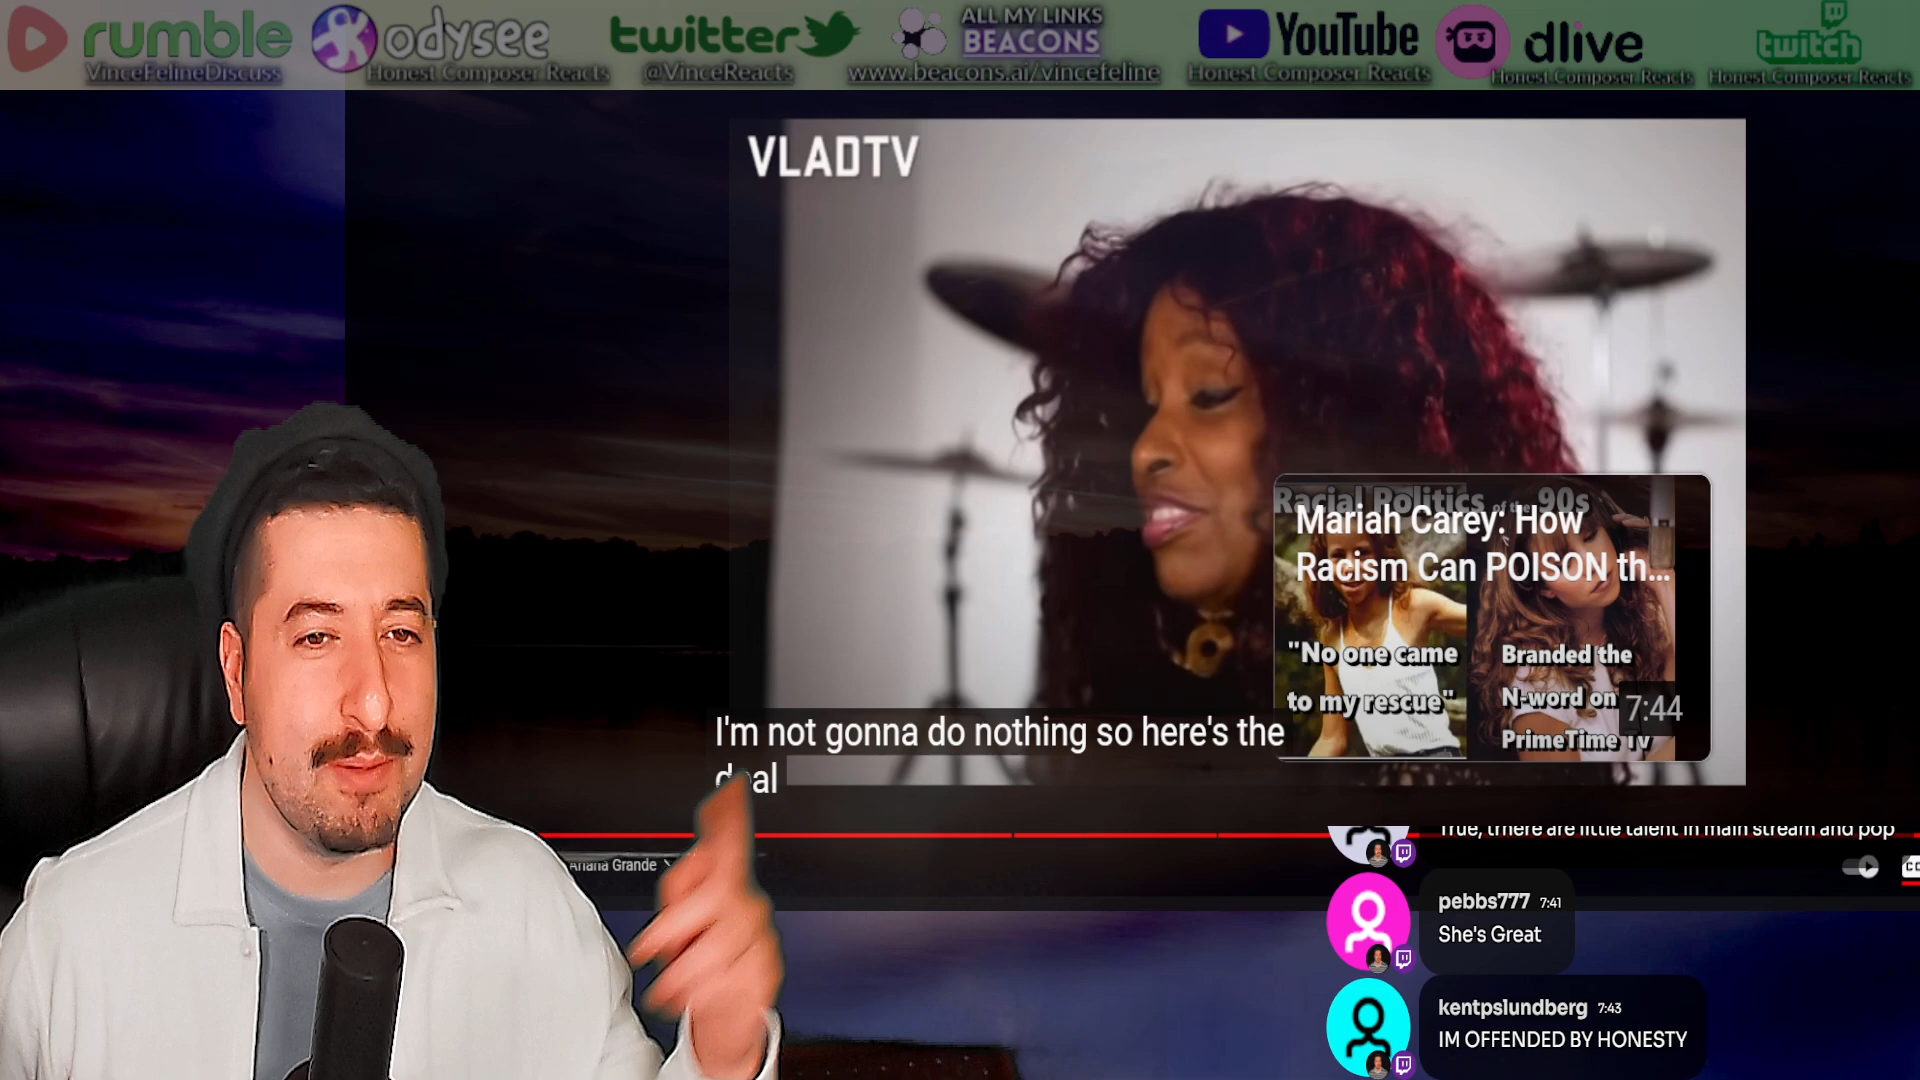 rumble
VinceFelineDiscuss
odysee
Honest Composer Reacts
twitter
@VinceReacts
ALL MY LINKS
BEACONS
www.beacons.ai/vincefeline
YouTube
Honest Composer Reacts
dlive
Honest Composer Reacts
twitch
Honest Composer Reacts
VLADTV
Racial Politics of the 90s
Mariah Carey: How
Racism Can POISON th...
"No one came
to my rescue"
Branded the
N-word on
PrimeTime TV
7:44
I'm not gonna do nothing so here's the
deal
Ariana Grande
True, tmere are little talent in main stream and pop
CC
pebbs777 7:41
She's Great
kentpslundberg 7:43
IM OFFENDED BY HONESTY